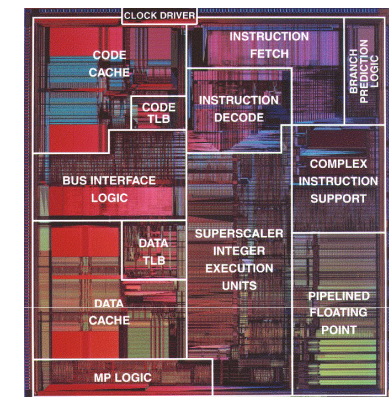 CLOCK DRIVER
CODE
CACHE
CODE
TLB
INSTRUCTION
FETCH
INSTRUCTION
DECODE
BRANCH
PREDICTION
LOGIC
BUS INTERFACE
LOGIC
COMPLEX
INSTRUCTION
SUPPORT
DATA
TLB
SUPERSCALER
INTEGER
EXECUTION
UNITS
DATA
CACHE
PIPELINED
FLOATING
POINT
MP LOGIC